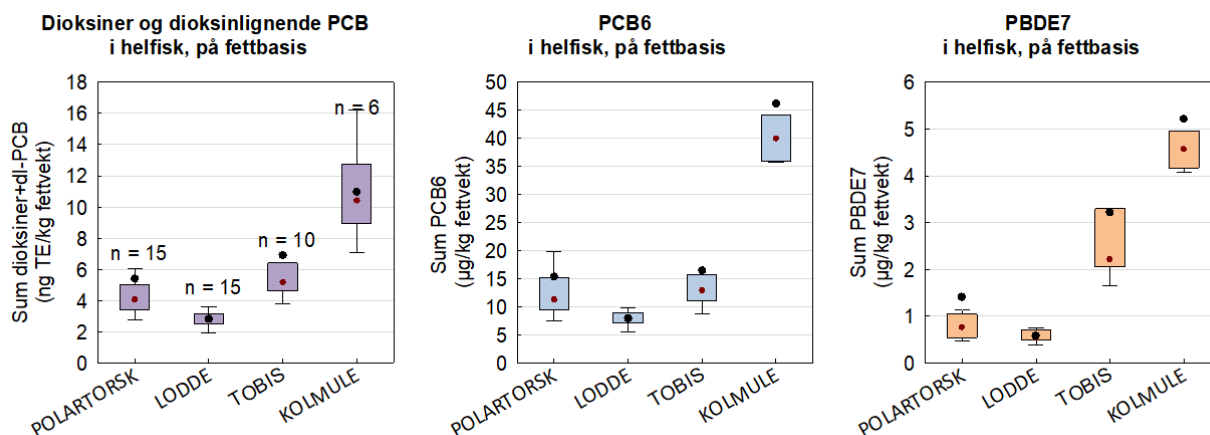 Dioksiner og dioksinlignende PCB
i helfisk, på fettbasis
Sum dioksiner+dl-PCB
(ng TE/kg fettvekt)
18
16
14
12
10
8
6
4
2
0
n = 15
n = 15
n = 10
n = 6
POLARTORSK
LODDE
TOBIS
KOLMULE
PCB6
i helfisk, på fettbasis
Sum PCB6
(µg/kg fettvekt)
50
45
40
35
30
25
20
15
10
5
0
POLARTORSK
LODDE
TOBIS
KOLMULE
PBDE7
i helfisk, på fettbasis
Sum PBDE7
(µg/kg fettvekt)
6
5
4
3
2
1
0
POLARTORSK
LODDE
TOBIS
KOLMULE